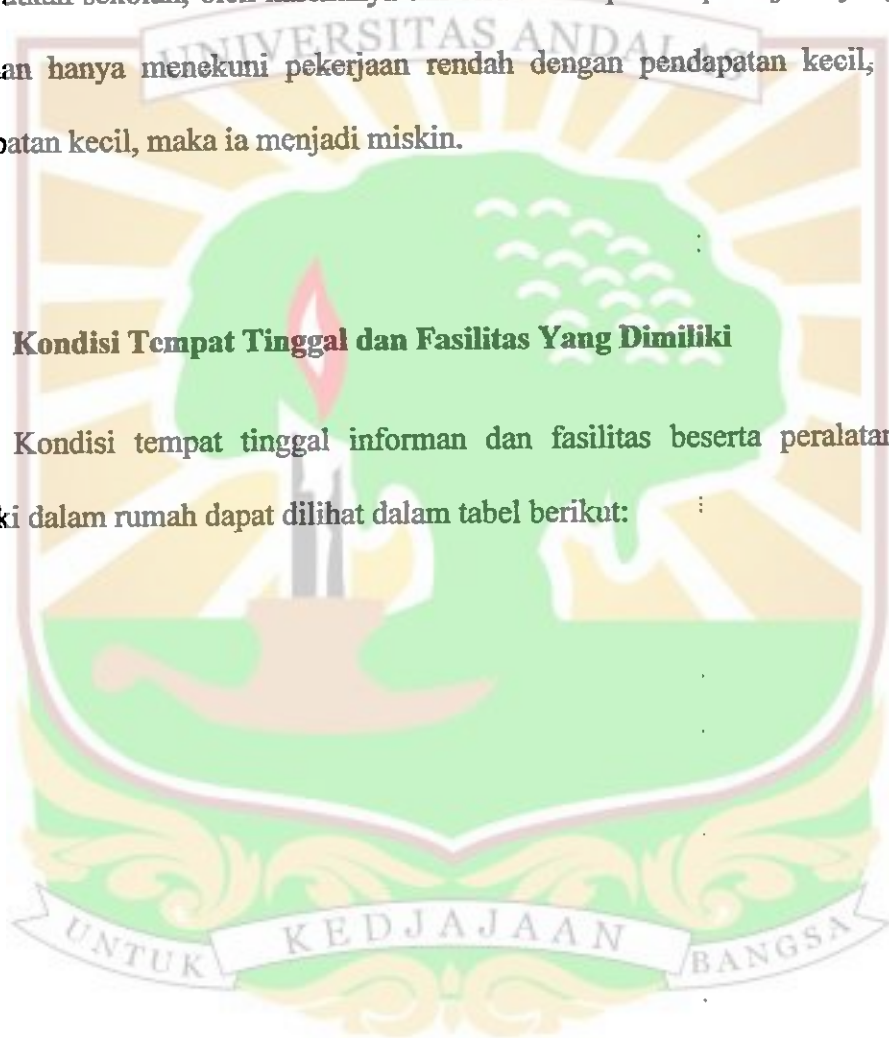 UNIVERSITAS ANDALAS
an hanya menekuni pekerjaan rendah dengan pendapatan kecil,
patan kecil, maka ia menjadi miskin.
Kondisi Tempat Tinggal dan Fasilitas Yang Dimiliki
Kondisi tempat tinggal informan dan fasilitas beserta peralatan
ki dalam rumah dapat dilihat dalam tabel berikut:
UNTUK KEDJAJAAN BANGSA